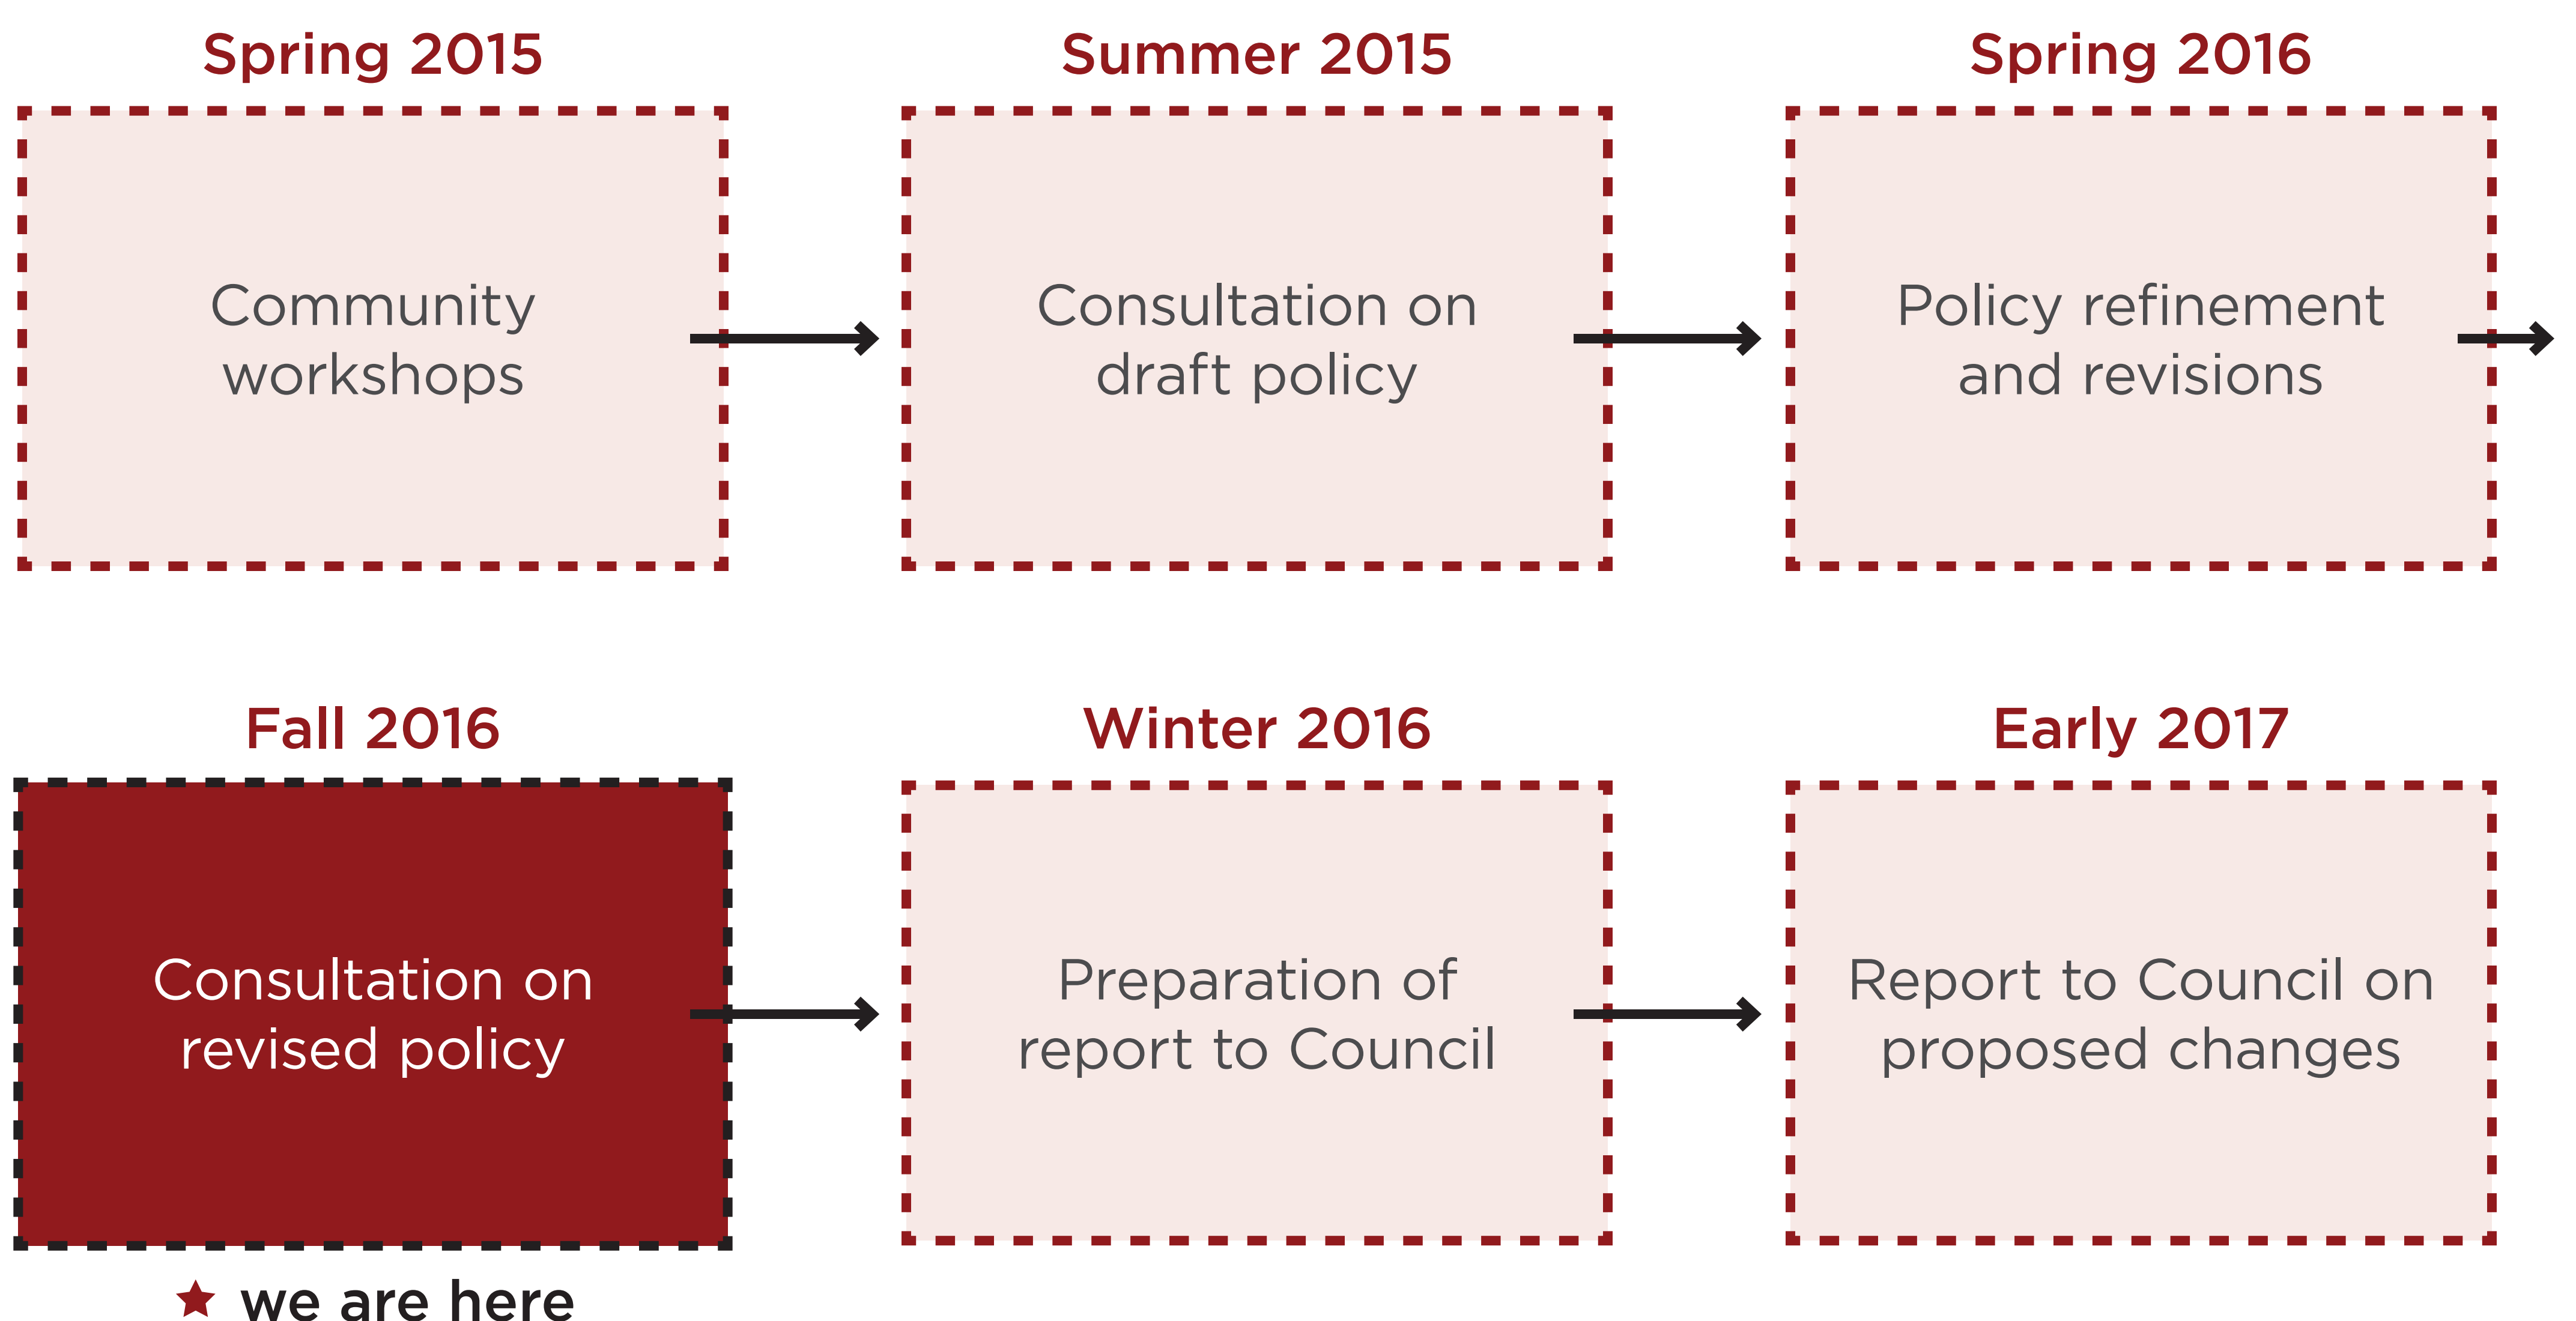 Spring 2015
Community
workshops
Summer 2015
Consultation on
draft policy
Spring 2016
Policy refinement
and revisions
Fall 2016
Consultation on
revised policy
★ we are here
Winter 2016
Preparation of
report to Council
Early 2017
Report to Council on
proposed changes